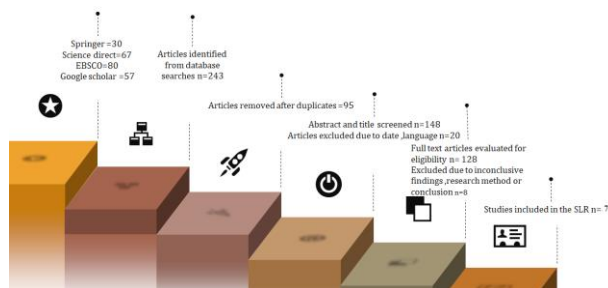 Springer =30
Science direct=67
EBSCO=80
Google scholar =57
Articles identified
from database
searches n=243
Articles removed after duplicates =95
Abstract and title screened n=148
Articles excluded due to date ,language n=20
Full text articles evaluated for
eligibility n= 128
Excluded due to inconclusive
findings ,research method or
conclusion n=8
Studies included in the SLR n= 7